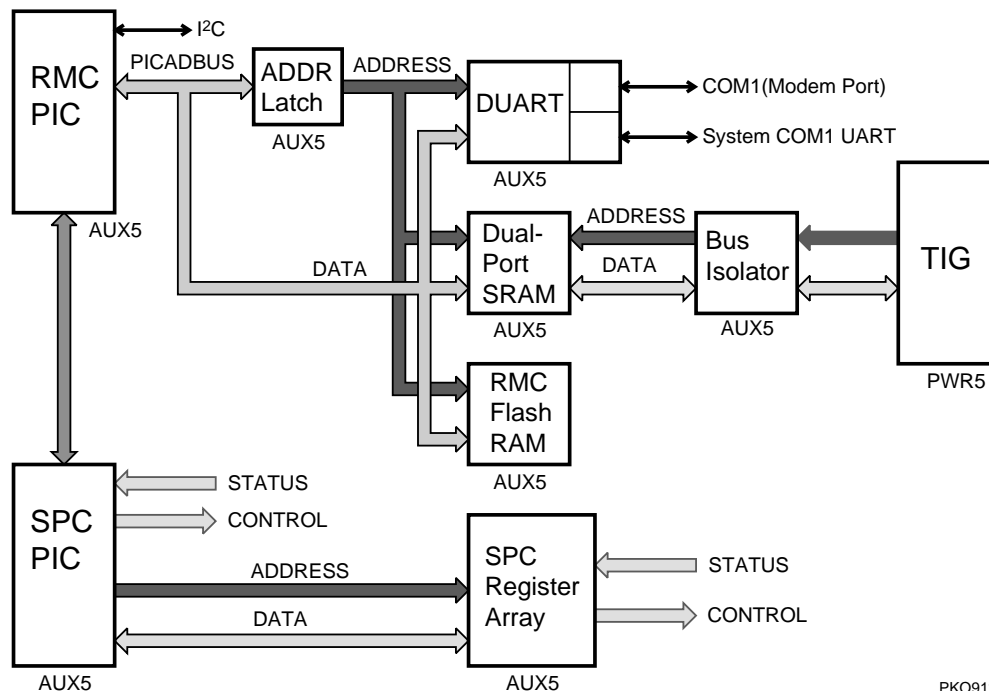 I²C
RMC
PIC
PICADBUS
ADDR
Latch
ADDRESS
DUART
COM1(Modem Port)
System COM1 UART
AUX5
AUX5
AUX5
Dual-
Port
SRAM
ADDRESS
DATA
DATA
Bus
Isolator
TIG
AUX5
AUX5
PWR5
RMC
Flash
RAM
AUX5
SPC
PIC
STATUS
CONTROL
ADDRESS
DATA
SPC
Register
Array
STATUS
CONTROL
AUX5
AUX5